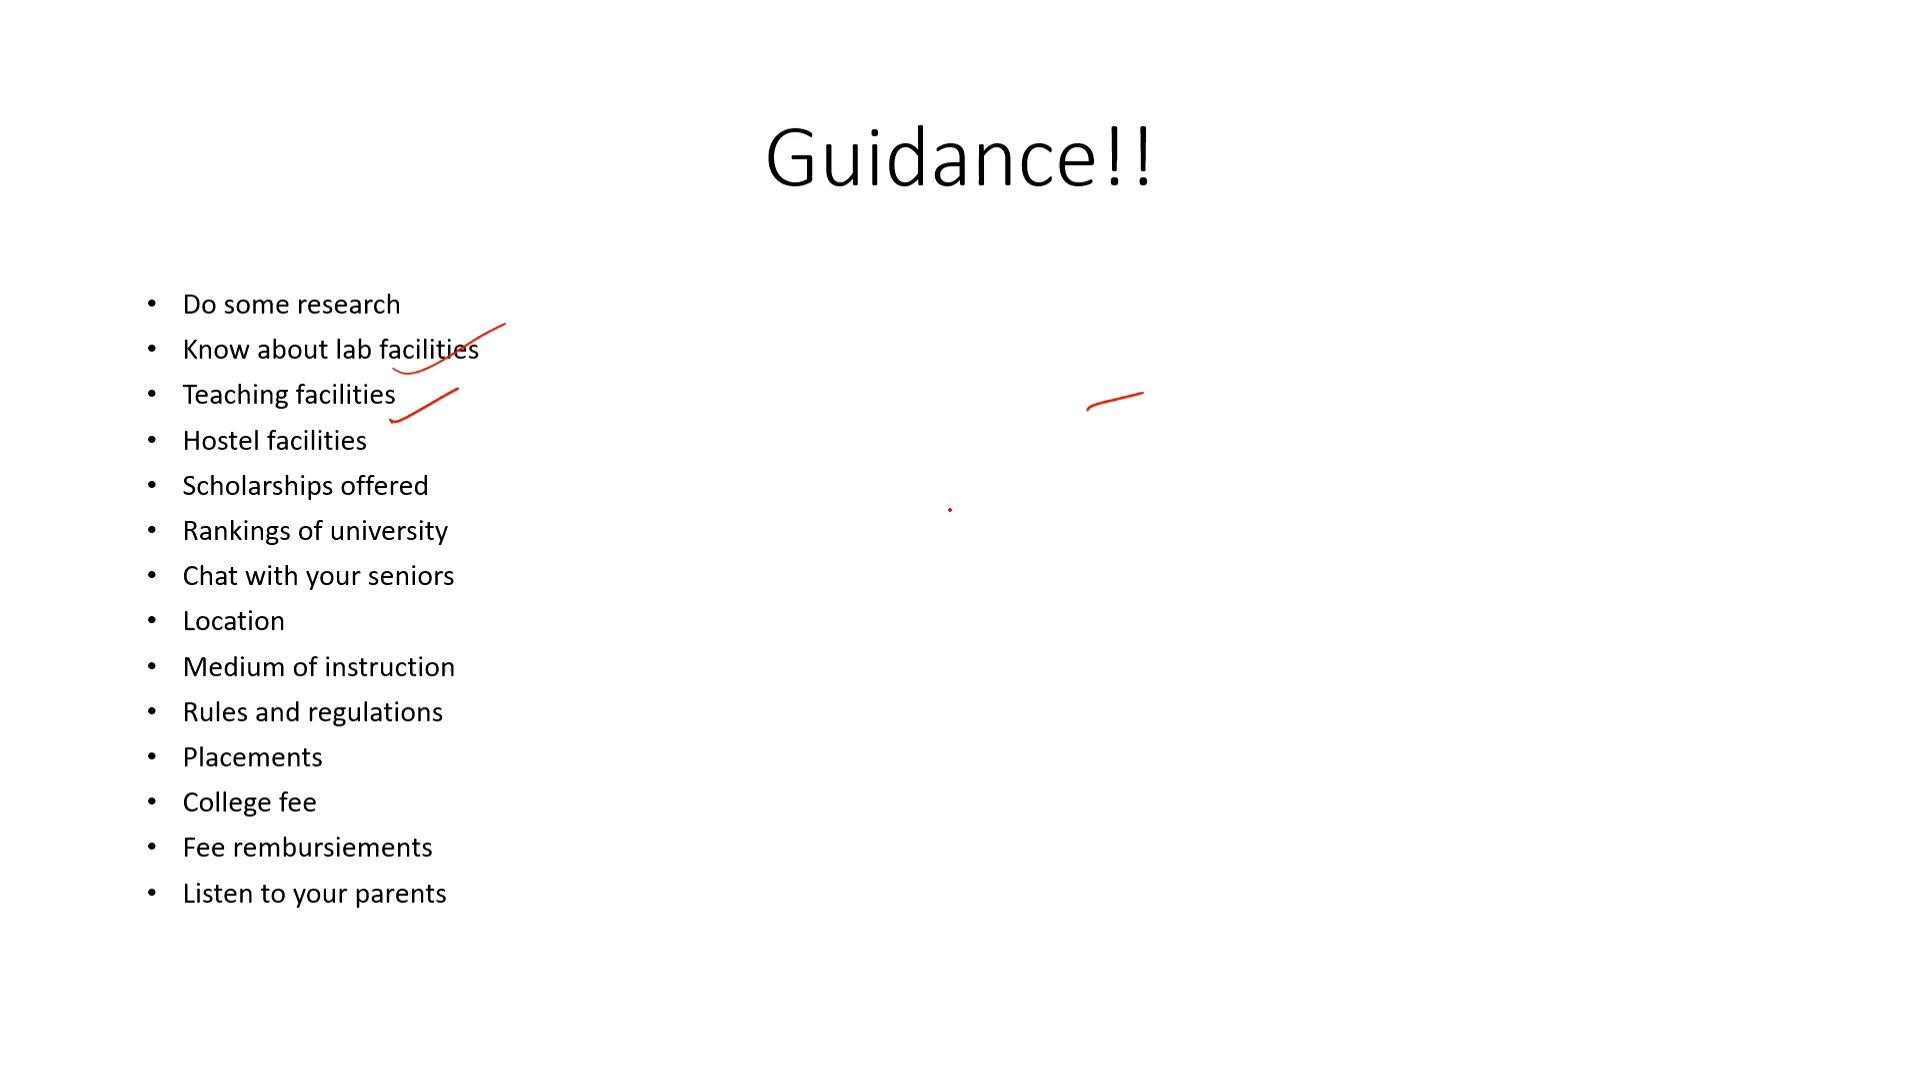 Guidance!!
• Do some research
• Know about lab facilities
• Teaching facilities
• Hostel facilities
• Scholarships offered
• Rankings of university
• Chat with your seniors
• Location
• Medium of instruction
• Rules and regulations
• Placements
• College fee
• Fee rembursiements
• Listen to your parents